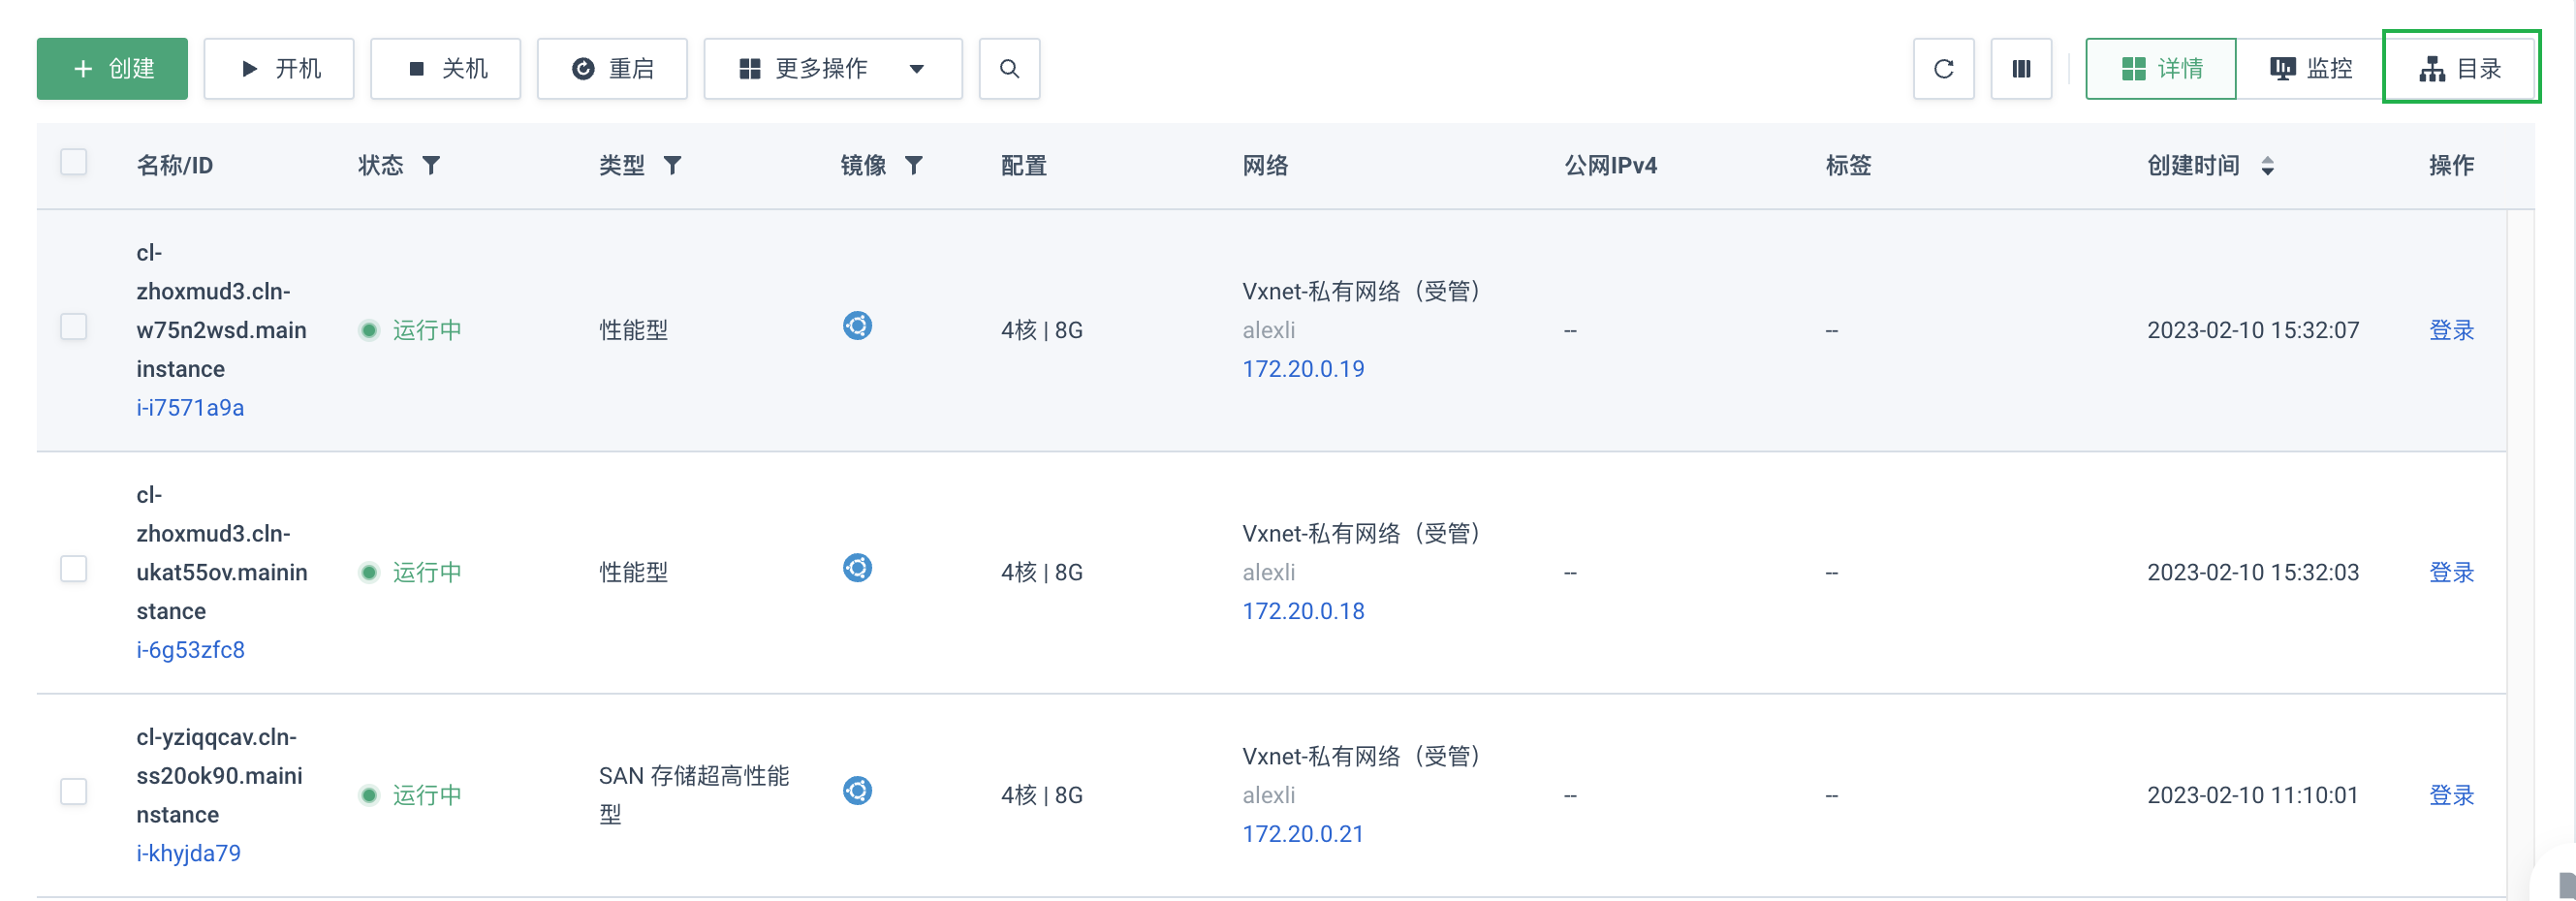 创建 开机 关机 重启 更多操作 详情 监控 目录
名称/ID 状态 类型 镜像 配置 网络 公网IPv4 标签 创建时间 操作
cl-
zhoxmud3.cln-
w75n2wsd.main
instance
i-i7571a9a
运行中
性能型
4核 | 8G
Vxnet-私有网络（受管）
alexli
172.20.0.19
--
--
2023-02-10 15:32:07
登录
cl-
zhoxmud3.cln-
ukat55ov.mainin
stance
i-6g53zfc8
运行中
性能型
4核 | 8G
Vxnet-私有网络（受管）
alexli
172.20.0.18
--
--
2023-02-10 15:32:03
登录
cl-yziqqcav.cln-
ss20ok90.maini
nstance
i-khyjda79
运行中
SAN 存储超高性能
型
4核 | 8G
Vxnet-私有网络（受管）
alexli
172.20.0.21
--
--
2023-02-10 11:10:01
登录